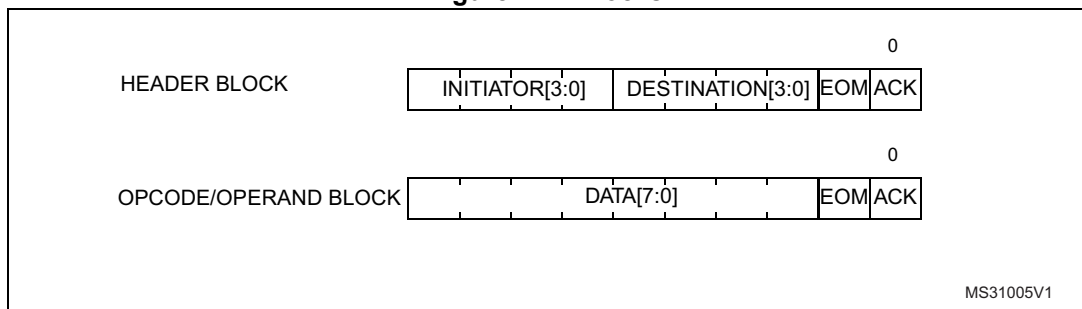 0
HEADER BLOCK INITIATOR[3:0] DESTINATION[3:0] EOM ACK
0
OPCODE/OPERAND BLOCK DATA[7:0] EOM ACK
MS31005V1